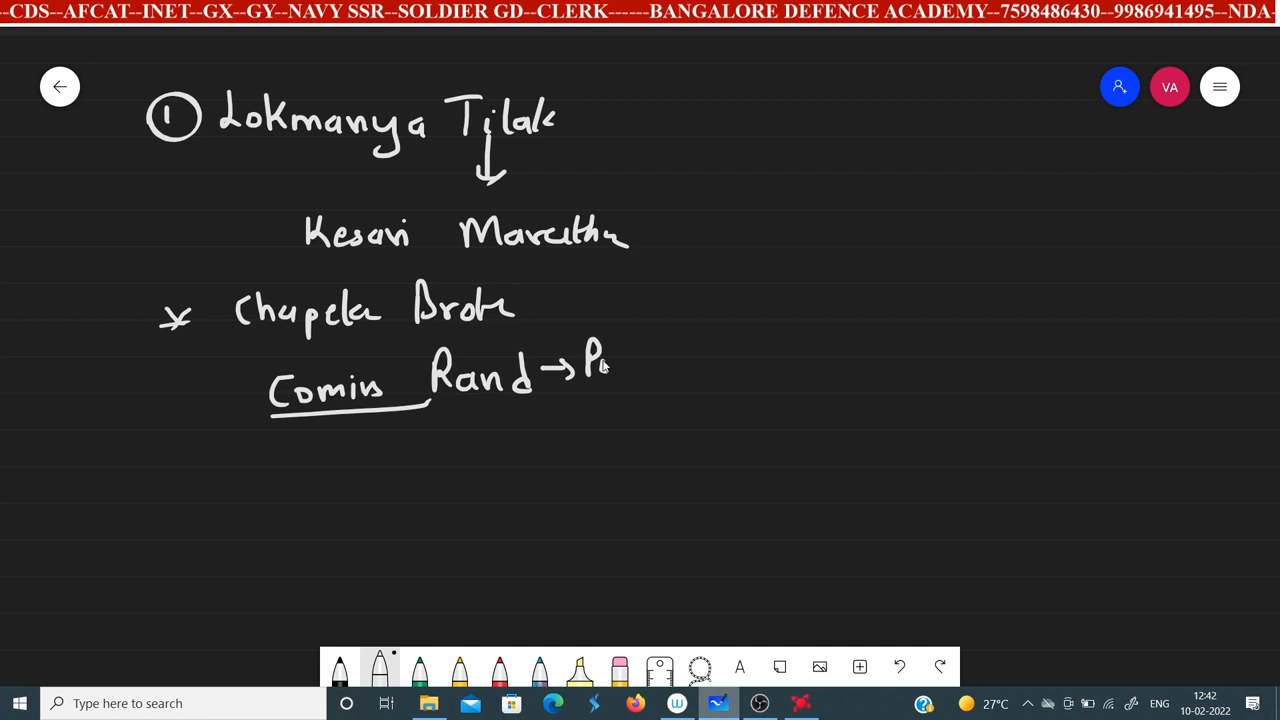 --CDS--AFCAT--INET--GX--GY--NAVY SSR--SOLDIER GD--CLERK------BANGALORE DEFENCE ACADEMY--7598486430--9986941495--NDA-
VA
1 Lokmanya Tilak
Kesari Maratha
Chapeka Brothe
Comiss Rand → P
A
Type here to search
27°C
ENG
12:42
10-02-2022